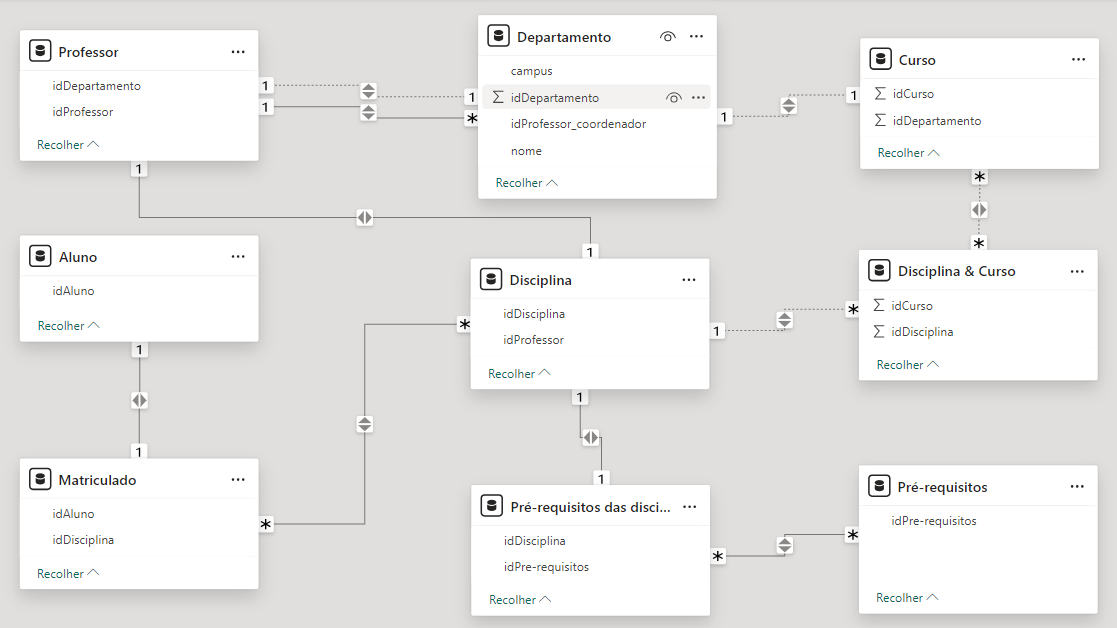 Professor
idDepartamento
idProfessor
Recolher
Departamento
campus
idDepartamento
idProfessor_coordenador
nome
Recolher
Curso
idCurso
idDepartamento
Recolher
1
1
1
*
1
1
1
*
Aluno
idAluno
Recolher
1
Disciplina
idDisciplina
idProfessor
Recolher
1
*
1
*
*
Disciplina & Curso
idCurso
idDisciplina
Recolher
1
1
Matriculado
idAluno
idDisciplina
Recolher
*
1
Pré-requisitos das disci...
idDisciplina
idPre-requisitos
Recolher
*
*
Pré-requisitos
idPre-requisitos
Recolher